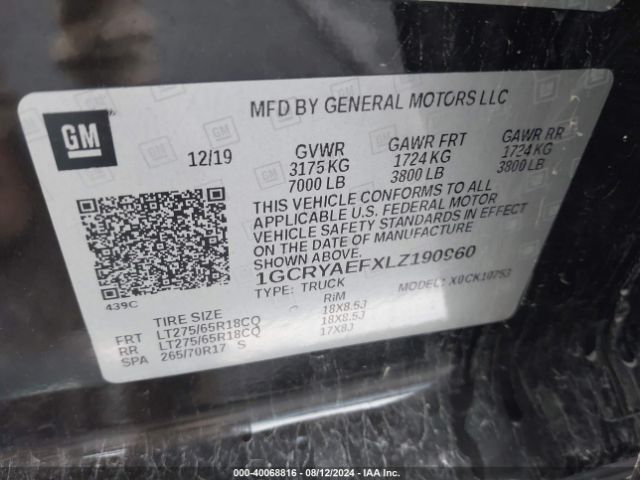 GM
MFD BY GENERAL MOTORS LLC
12/19 GVWR GAWR FRT GAWR RR
3175 KG 1724 KG 1724 KG
7000 LB 3800 LB 3800 LB
THIS VEHICLE CONFORMS TO ALL
APPLICABLE U.S. FEDERAL MOTOR
VEHICLE SAFETY STANDARDS IN EFFECT
ON THE DATE OF MANUFACTURE
SHOWN ABOVE.
1GCRYAEFXLZ190960
TYPE: TRUCK MODEL: X0CK10753
439C
TIRE SIZE RIM
FRT LT275/65R18CQ 18X8.5J
RR LT275/65R18CQ 18X8.5J
SPA 265/70R17 S 17X8J
000-40068816 - 08/12/2024 - IAA